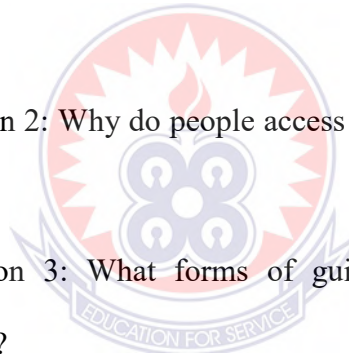 n 2: Why do people access
on 3: What forms of gui
EDUCATION FOR SERVICE
?